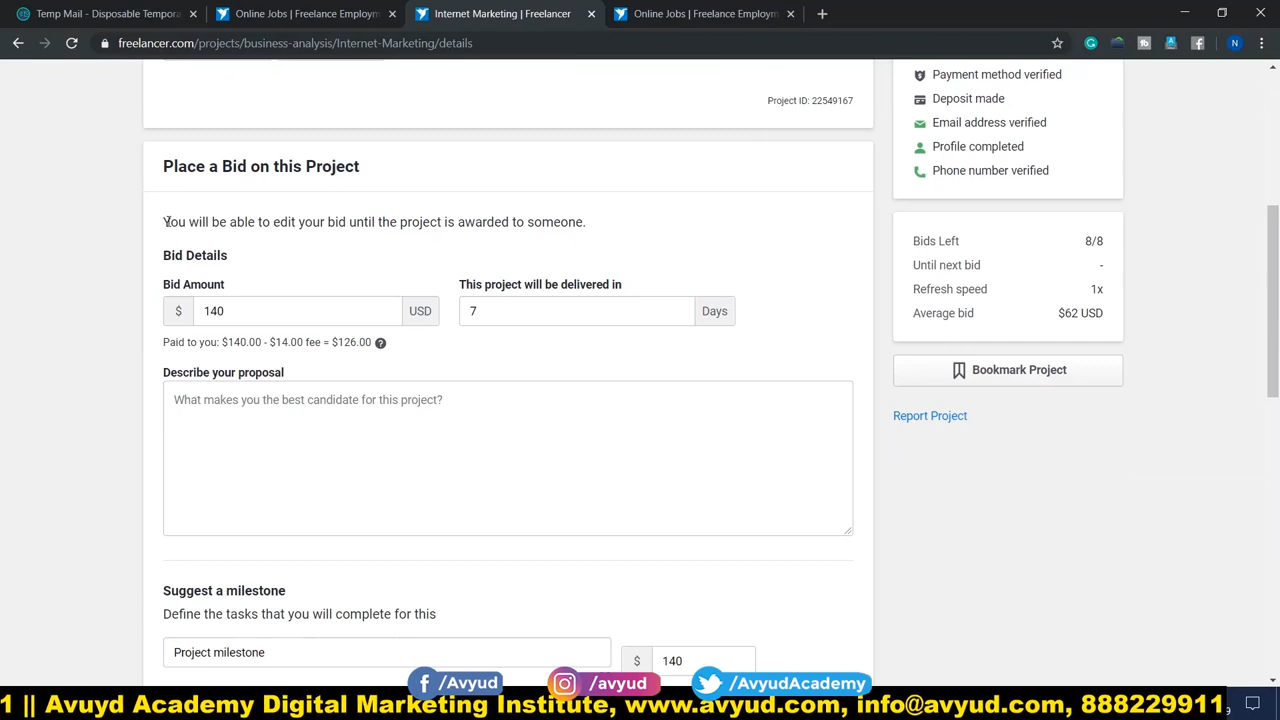 Temp Mail - Disposable Tempora
Online Jobs | Freelance Employm
Internet Marketing | Freelancer
Online Jobs | Freelance Employm
freelancer.com/projects/business-analysis/Internet-Marketing/details
N
Project ID: 22549167
Payment method verified
Deposit made
Email address verified
Profile completed
Phone number verified
Place a Bid on this Project
You will be able to edit your bid until the project is awarded to someone.
Bid Details
Bid Amount
This project will be delivered in
$ 140 USD
7 Days
Paid to you: $140.00 - $14.00 fee = $126.00 ?
Describe your proposal
What makes you the best candidate for this project?
Bids Left 8/8
Until next bid -
Refresh speed 1x
Average bid $62 USD
Bookmark Project
Report Project
Suggest a milestone
Define the tasks that you will complete for this
Project milestone
$ 140
/Avyud
/avyud
/AvyudAcademy
1 || Avuyd Academy Digital Marketing Institute, www.avyud.com, info@avyud.com, 888229911